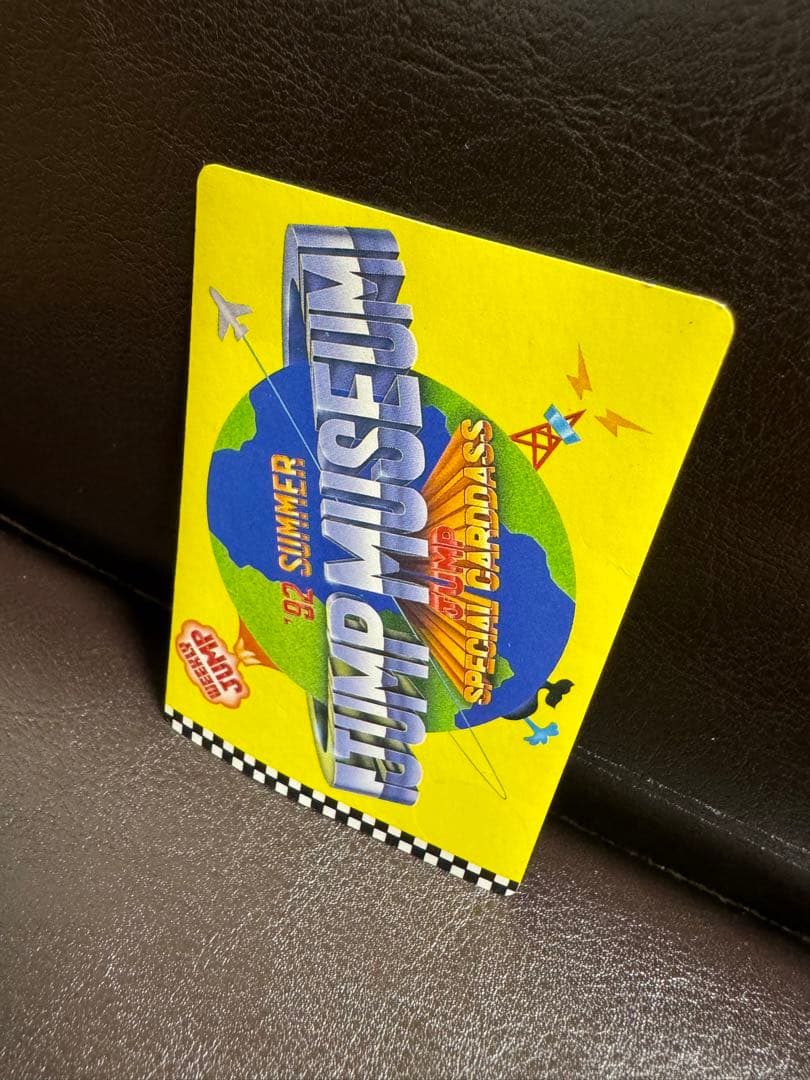 WEEKLY
JUMP
'92 SUMMER
JUMP MUSEUM
JUMP
SPECIAL CARDDASS